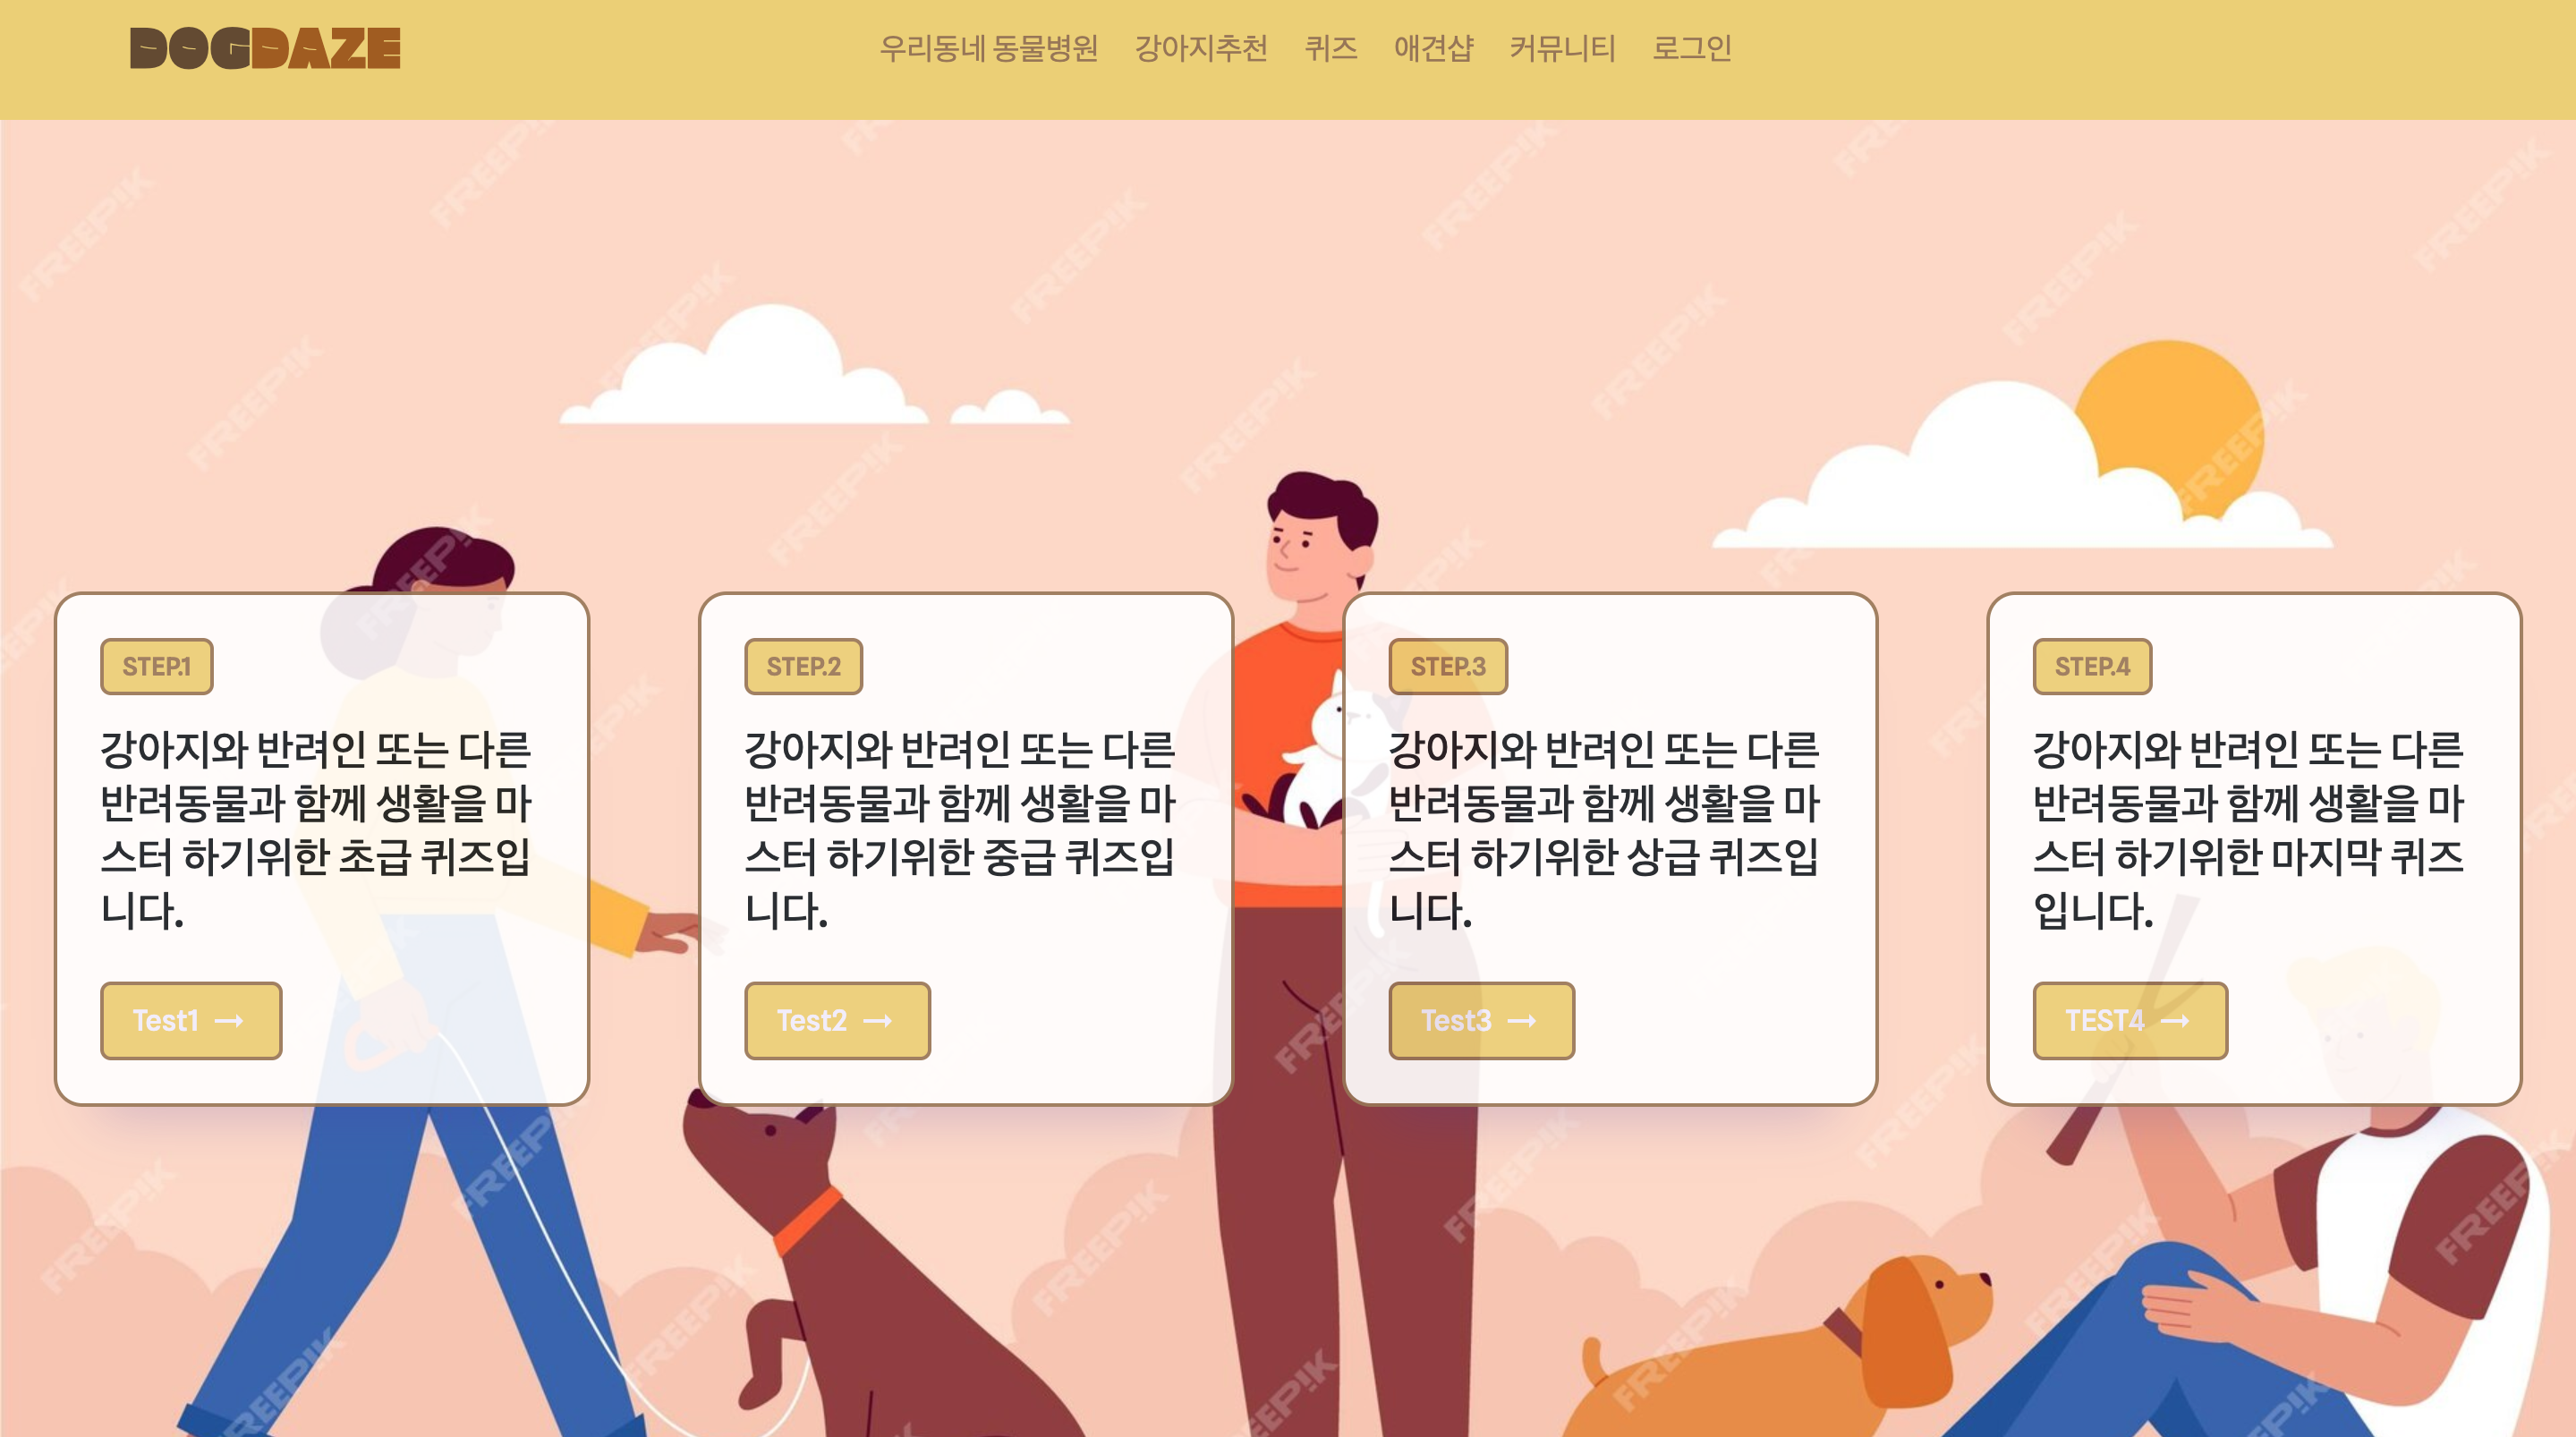 DOGDAZE
우리동네 동물병원 강아지추천 퀴즈 애견샵 커뮤니티 로그인
STEP.1
강아지와 반려인 또는 다른
반려동물과 함께 생활을 마
스터 하기위한 초급 퀴즈입
니다.
Test1 →
STEP.2
강아지와 반려인 또는 다른
반려동물과 함께 생활을 마
스터 하기위한 중급 퀴즈입
니다.
Test2 →
STEP.3
강아지와 반려인 또는 다른
반려동물과 함께 생활을 마
스터 하기위한 상급 퀴즈입
니다.
Test3 →
STEP.4
강아지와 반려인 또는 다른
반려동물과 함께 생활을 마
스터 하기위한 마지막 퀴즈
입니다.
TEST4 →
FREEPIK